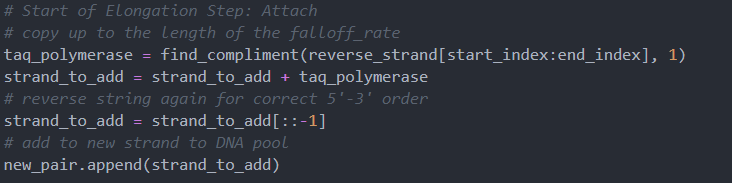 # Start of Elongation Step: Attach
# copy up to the length of the falloff_rate
taq_polymerase = find_compliment(reverse_strand[start_index:end_index], 1)
strand_to_add = strand_to_add + taq_polymerase
# reverse string again for correct 5'-3' order
strand_to_add = strand_to_add[::-1]
# add to new strand to DNA pool
new_pair.append(strand_to_add)